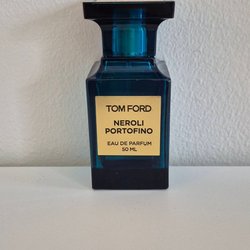 TOM FORD
NEROLI
PORTOFINO
EAU DE PARFUM
50 ML